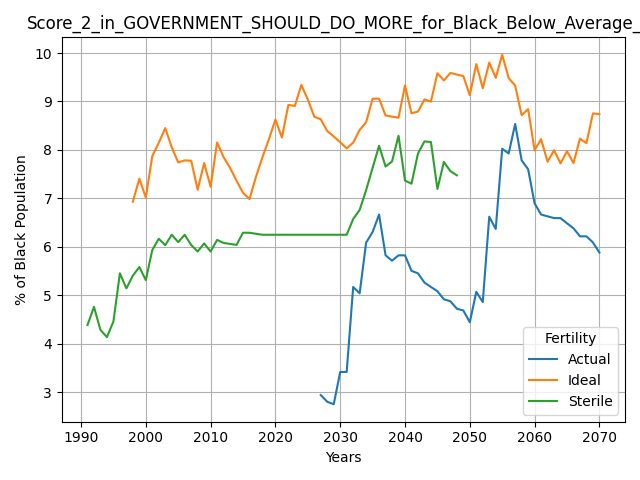 Score_2_in_GOVERNMENT_SHOULD_DO_MORE_for_Black_Below_Average_
% of Black Population
10
9
8
7
6
5
4
3
Fertility
Actual
Ideal
Sterile
1990 2000 2010 2020 2030 2040 2050 2060 2070
Years